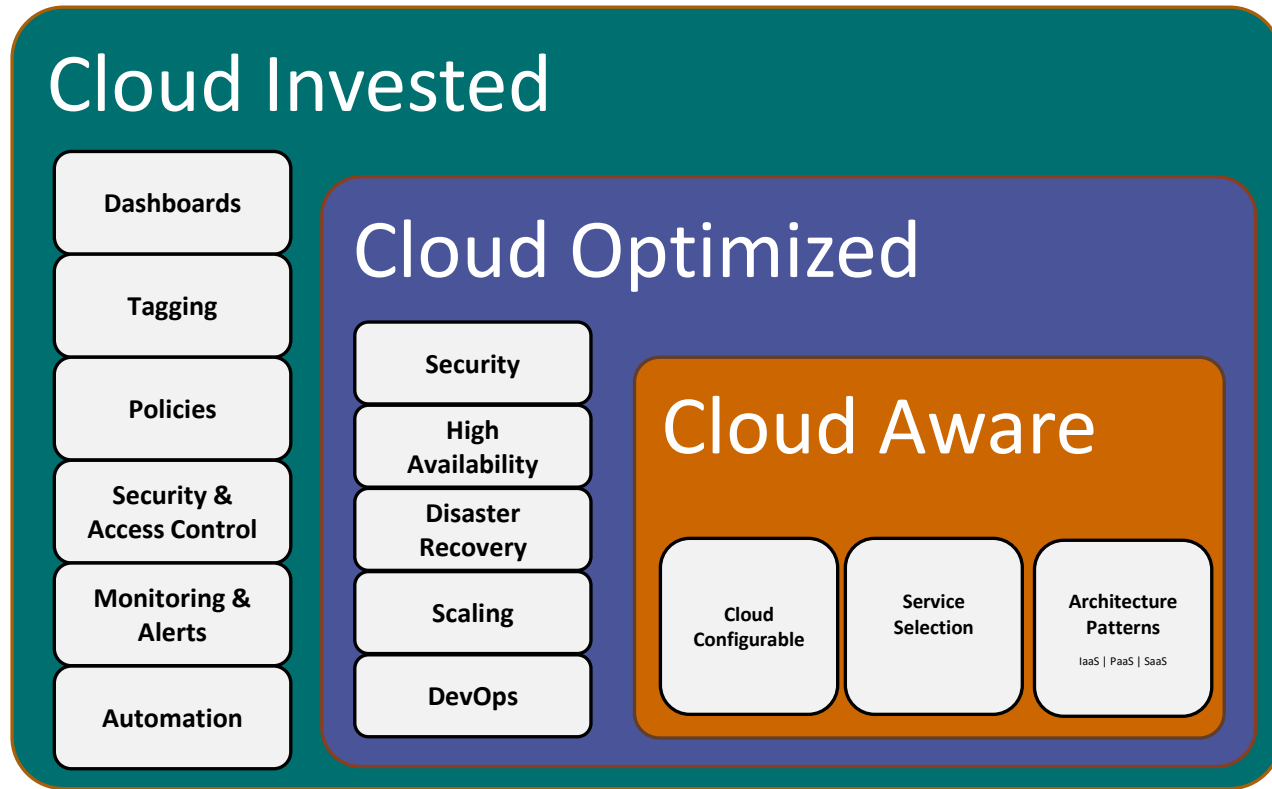 Cloud Invested
Dashboards
Tagging
Policies
Security &
Access Control
Monitoring &
Alerts
Automation
Cloud Optimized
Security
High
Availability
Disaster
Recovery
Scaling
DevOps
Cloud Aware
Cloud
Configurable
Service
Selection
Architecture
Patterns
IaaS | PaaS | SaaS